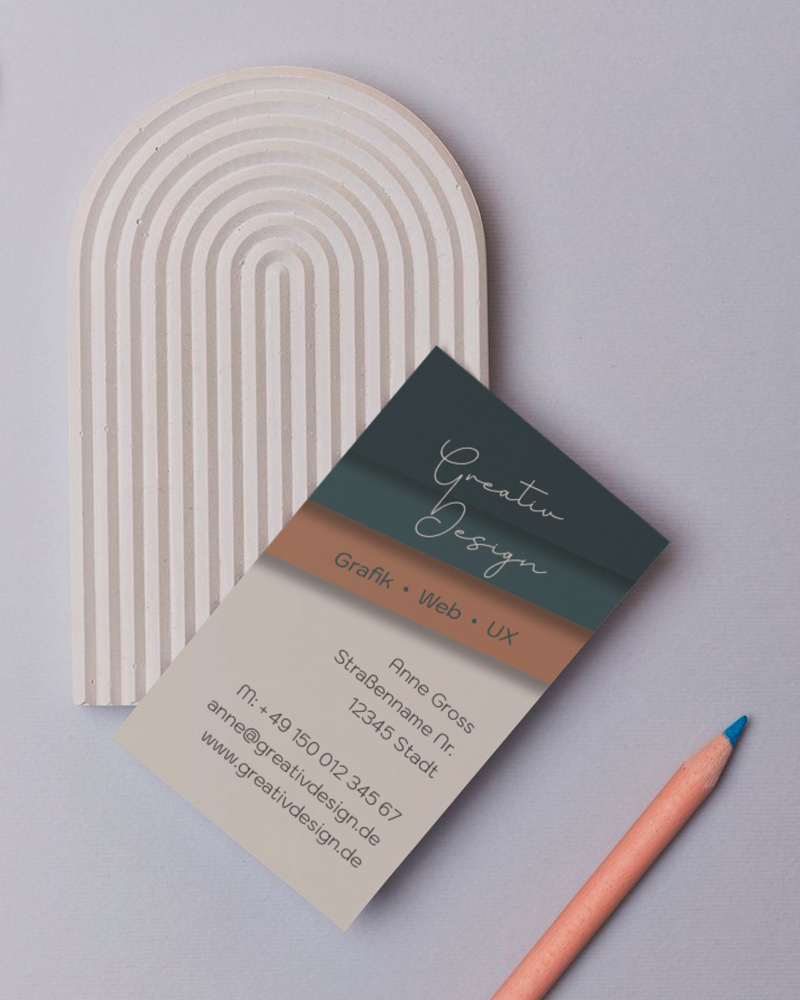 Greativ
Design
Grafik • Web • UX
Anne Gross
Straßenname Nr.
12345 Stadt
M: +49 150 012 345 67
anne@greativdesign.de
www.greativdesign.de